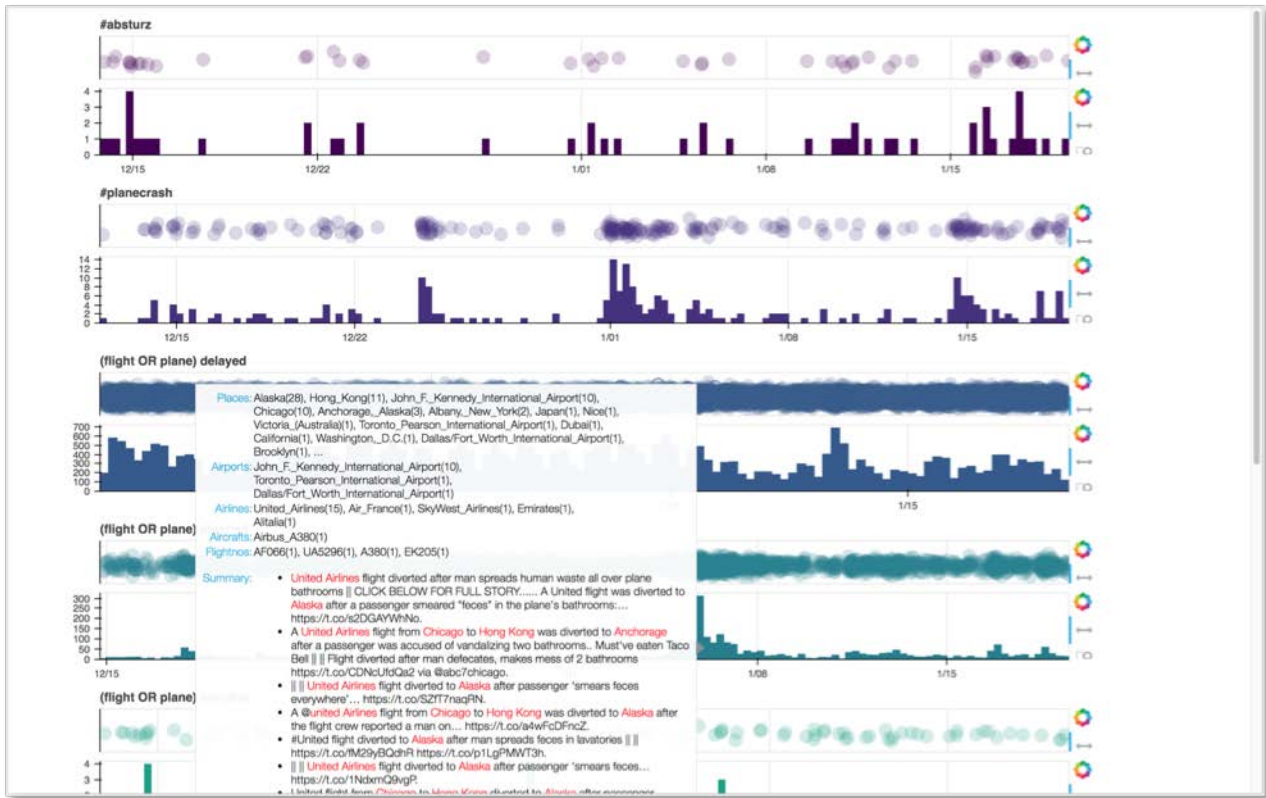 #absturz
4
3
2
1
0
12/15 12/22 1/01 1/08 1/15
#planecrash
14
12
10
8
6
4
2
0
12/15 12/22 1/01 1/08 1/15
(flight OR plane) delayed
700
600
500
400
300
200
100
0
1/15
Places: Alaska(28), Hong_Kong(11), John_F._Kennedy_International_Airport(10),
Chicago(10), Anchorage,_Alaska(3), Albany,_New_York(2), Japan(1), Nice(1),
Victoria_(Australia)(1), Toronto_Pearson_International_Airport(1), Dubai(1),
California(1), Washington,_D.C.(1), Dallas/Fort_Worth_International_Airport(1),
Brooklyn(1), ...
Airports: John_F._Kennedy_International_Airport(10),
Toronto_Pearson_International_Airport(1),
Dallas/Fort_Worth_International_Airport(1)
Airlines: United_Airlines(15), Air_France(1), SkyWest_Airlines(1), Emirates(1),
Alitalia(1)
Aircrafts: Airbus_A380(1)
Flightnos: AF066(1), UA5296(1), A380(1), EK205(1)
Summary:
• United Airlines flight diverted after man spreads human waste all over plane
bathrooms || CLICK BELOW FOR FULL STORY...... A United flight was diverted to
Alaska after a passenger smeared "feces" in the plane's bathrooms:...
https://t.co/s2DGAYWhNo.
• A United Airlines flight from Chicago to Hong Kong was diverted to Anchorage
after a passenger was accused of vandalizing two bathrooms.. Must've eaten Taco
Bell || || Flight diverted after man defecates, makes mess of 2 bathrooms
https://t.co/CDNcUfdQa2 via @abc7chicago.
• || || United Airlines flight diverted to Alaska after passenger 'smears feces
everywhere'... https://t.co/SZfT7naqRN.
• A @united Airlines flight from Chicago to Hong Kong was diverted to Alaska after
the flight crew reported a man on... https://t.co/a4wFcDFncZ.
• #United flight diverted to Alaska after man spreads feces in lavatories || ||
https://t.co/fM29yBQdhR https://t.co/p1LgPMWT3h.
• || || United Airlines flight diverted to Alaska after passenger 'smears feces...
https://t.co/1NdxmQ9vgP.
• United flight from Chicago to Hong Kong diverted to Alaska after passenger
(flight OR plane)
300
250
200
150
100
50
0
12/15 1/08 1/15
(flight OR plane)
4
3